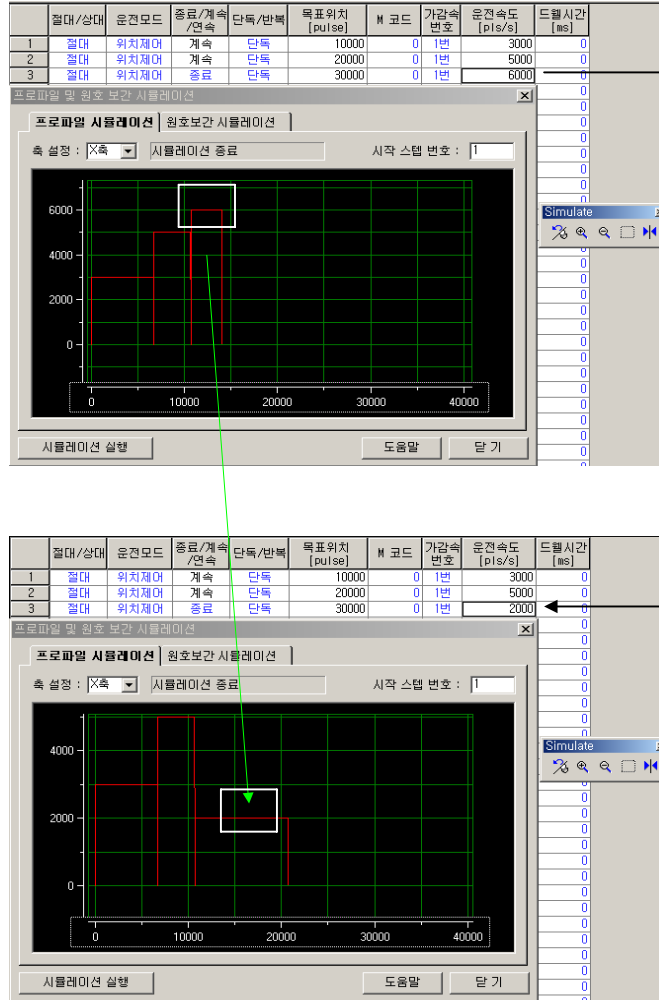 절대/상대 운전모드 종료/계속/연속 단독/반복 목표위치 [pulse] M 코드 가감속 번호 운전속도 [pls/s] 드웰시간 [ms]
1 절대 위치제어 계속 단독 10000 0 1번 3000 0
2 절대 위치제어 계속 단독 20000 0 1번 5000 0
3 절대 위치제어 종료 단독 30000 0 1번 6000 0
프로파일 및 원호 보간 시뮬레이션
프로파일 시뮬레이션 원호보간 시뮬레이션
축 설정 : X축 시뮬레이션 종료 시작 스텝 번호 : 1
6000
4000
2000
0
0 10000 20000 30000 40000
Simulate
시뮬레이션 실행 도움말 닫 기
절대/상대 운전모드 종료/계속/연속 단독/반복 목표위치 [pulse] M 코드 가감속 번호 운전속도 [pls/s] 드웰시간 [ms]
1 절대 위치제어 계속 단독 10000 0 1번 3000 0
2 절대 위치제어 계속 단독 20000 0 1번 5000 0
3 절대 위치제어 종료 단독 30000 0 1번 2000 0
프로파일 및 원호 보간 시뮬레이션
프로파일 시뮬레이션 원호보간 시뮬레이션
축 설정 : X축 시뮬레이션 종료 시작 스텝 번호 : 1
4000
2000
0
0 10000 20000 30000 40000
Simulate
시뮬레이션 실행 도움말 닫 기